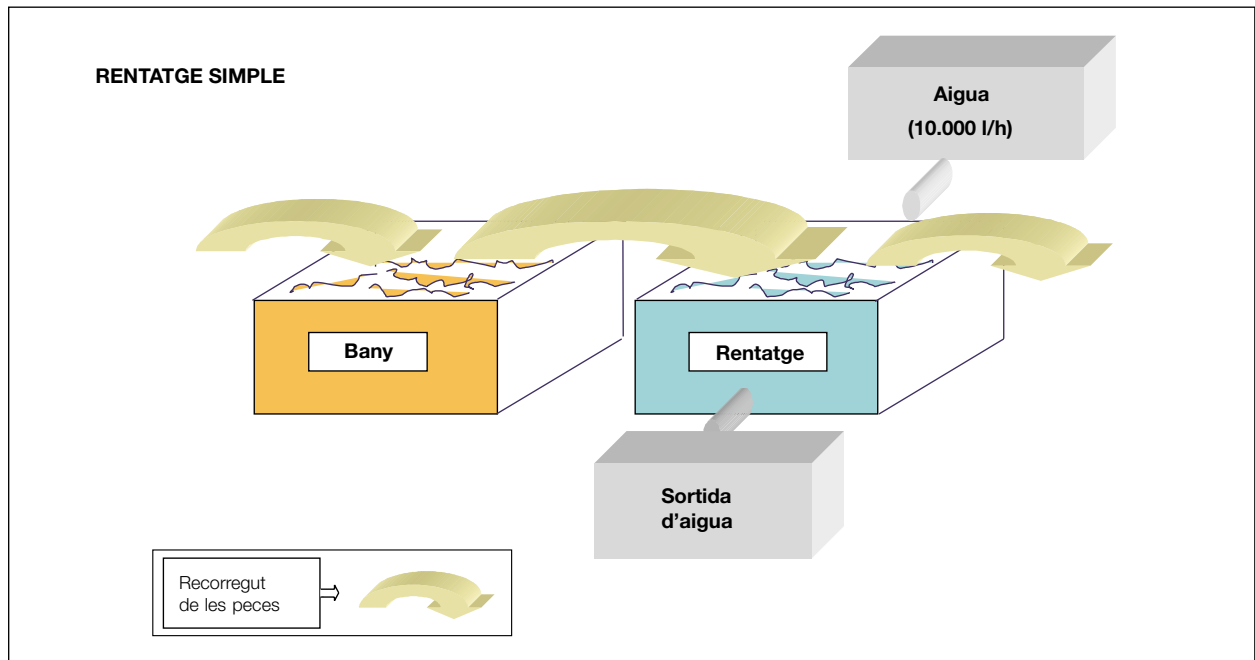 RENTATGE SIMPLE
Aigua
(10.000 l/h)
Bany
Rentatge
Sortida
d’aigua
Recorregut
de les peces